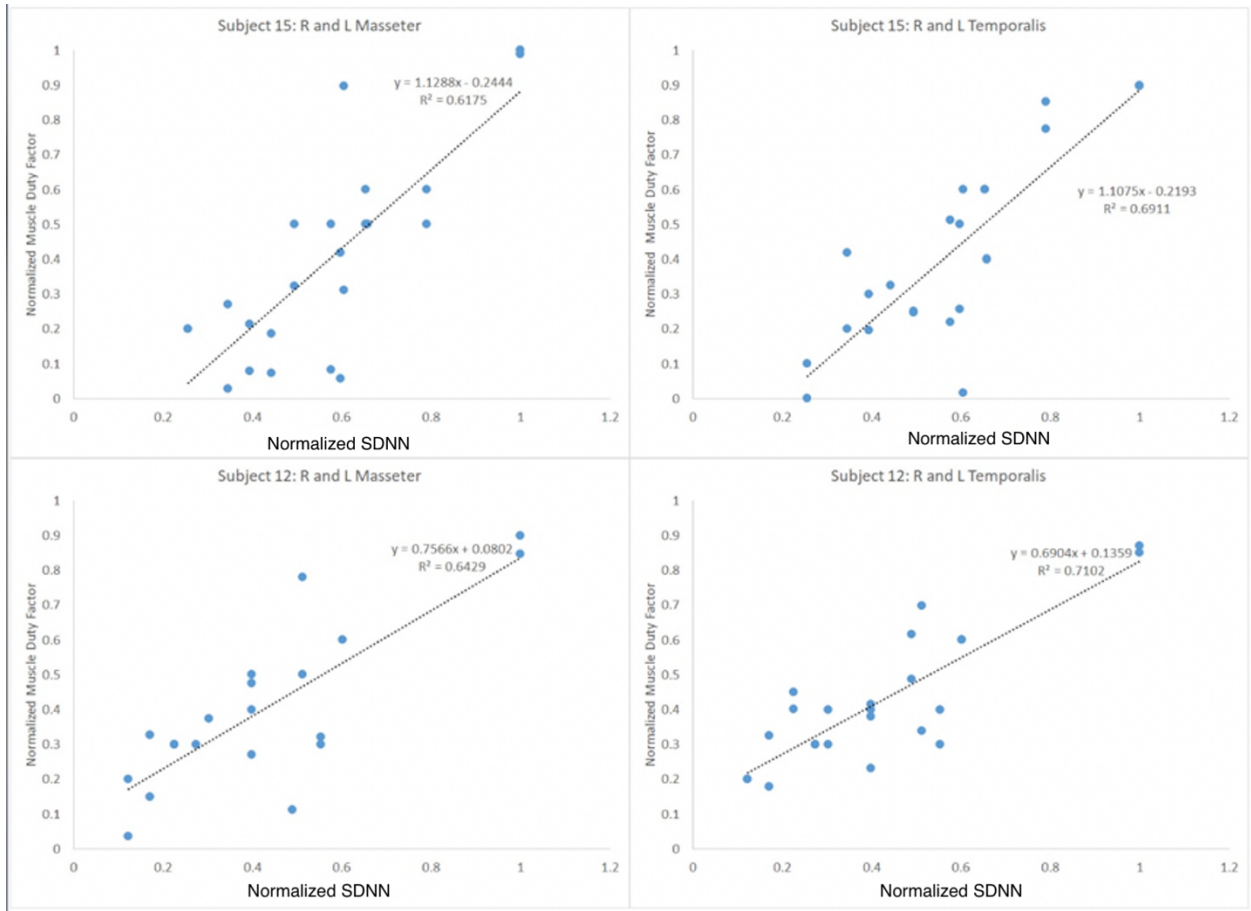 Subject 15: R and L Masseter
Normalized Muscle Duty Factor
1
0.9
0.8
0.7
0.6
0.5
0.4
0.3
0.2
0.1
0
y = 1.1288x - 0.2444
R² = 0.6175
0 0.2 0.4 0.6 0.8 1 1.2
Normalized SDNN
Subject 15: R and L Temporalis
Normalized Muscle Duty Factor
1
0.9
0.8
0.7
0.6
0.5
0.4
0.3
0.2
0.1
0
y = 1.1075x - 0.2193
R² = 0.6911
0 0.2 0.4 0.6 0.8 1 1.2
Normalized SDNN
Subject 12: R and L Masseter
Normalized Muscle Duty Factor
1
0.9
0.8
0.7
0.6
0.5
0.4
0.3
0.2
0.1
0
y = 0.7566x + 0.0802
R² = 0.6429
0 0.2 0.4 0.6 0.8 1 1.2
Normalized SDNN
Subject 12: R and L Temporalis
Normalized Muscle Duty Factor
1
0.9
0.8
0.7
0.6
0.5
0.4
0.3
0.2
0.1
0
y = 0.6904x + 0.1359
R² = 0.7102
0 0.2 0.4 0.6 0.8 1 1.2
Normalized SDNN